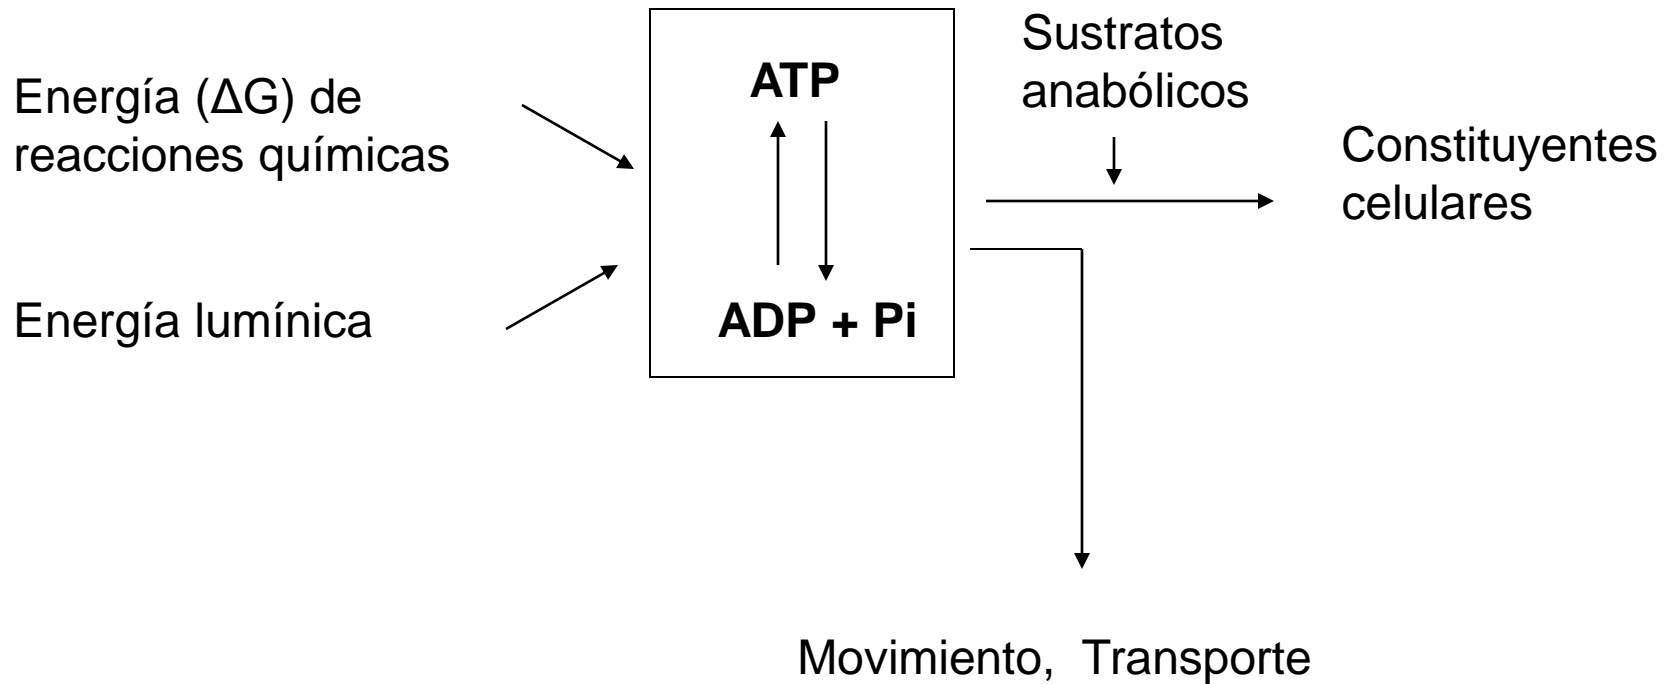 Energía (ΔG) de
reacciones químicas
Energía lumínica
ATP
ADP + Pi
Sustratos
anabólicos
Constituyentes
celulares
Movimiento, Transporte